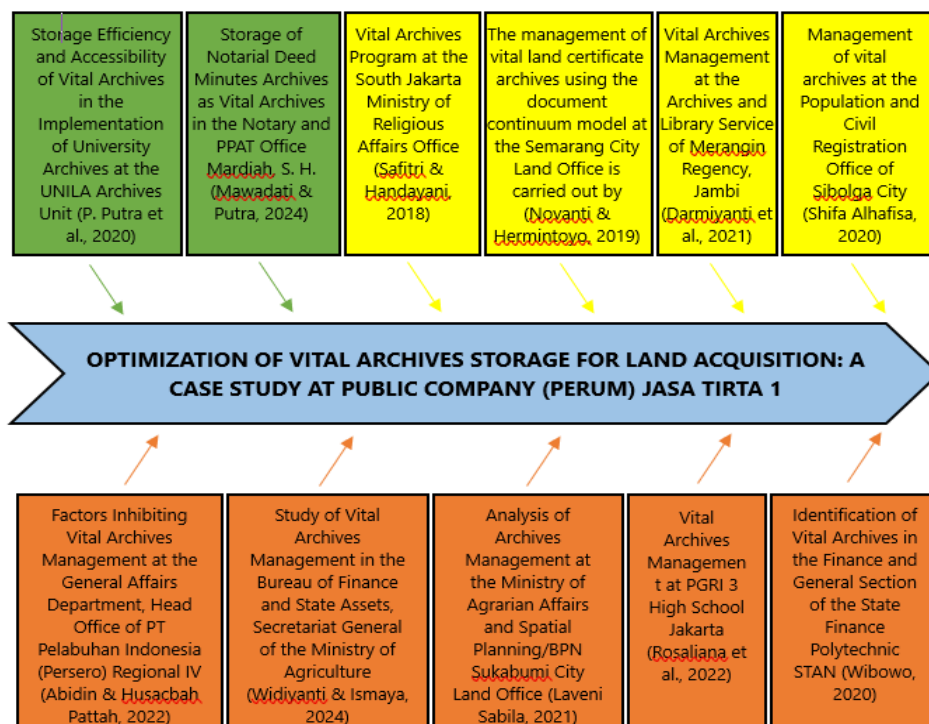 Storage Efficiency
and Accessibility
of Vital Archives
in the
Implementation
of University
Archives at the
UNILA Archives
Unit (P. Putra et
al., 2020)
Storage of
Notarial Deed
Minutes Archives
as Vital Archives
in the Notary and
PPAT Office
Mardiah, S. H.
(Mawadati &
Putra, 2024)
Vital Archives
Program at the
South Jakarta
Ministry of
Religious
Affairs Office
(Safitri &
Handayani,
2018)
The management of
vital land certificate
archives using the
document
continuum model at
the Semarang City
Land Office is
carried out by
(Novanti &
Hermintoyo, 2019)
Vital Archives
Management
at the
Archives and
Library Service
of Merangin
Regency,
Jambi
(Darmiyanti et
al., 2021)
Management
of vital
archives at the
Population and
Civil
Registration
Office of
Sibolga City
(Shifa Alhafisa,
2020)
OPTIMIZATION OF VITAL ARCHIVES STORAGE FOR LAND ACQUISITION: A
CASE STUDY AT PUBLIC COMPANY (PERUM) JASA TIRTA 1
Factors Inhibiting
Vital Archives
Management at the
General Affairs
Department, Head
Office of PT
Pelabuhan Indonesia
(Persero) Regional IV
(Abidin & Husacbah
Pattah, 2022)
Study of Vital
Archives
Management in the
Bureau of Finance
and State Assets,
Secretariat General
of the Ministry of
Agriculture
(Widiyanti & Ismaya,
2024)
Analysis of
Archives
Management at
the Ministry of
Agrarian Affairs
and Spatial
Planning/BPN
Sukabumi City
Land Office (Laveni
Sabila, 2021)
Vital
Archives
Managemen
t at PGRI 3
High School
Jakarta
(Rosaliana et
al., 2022)
Identification of
Vital Archives in
the Finance and
General Section
of the State
Finance
Polytechnic
STAN (Wibowo,
2020)